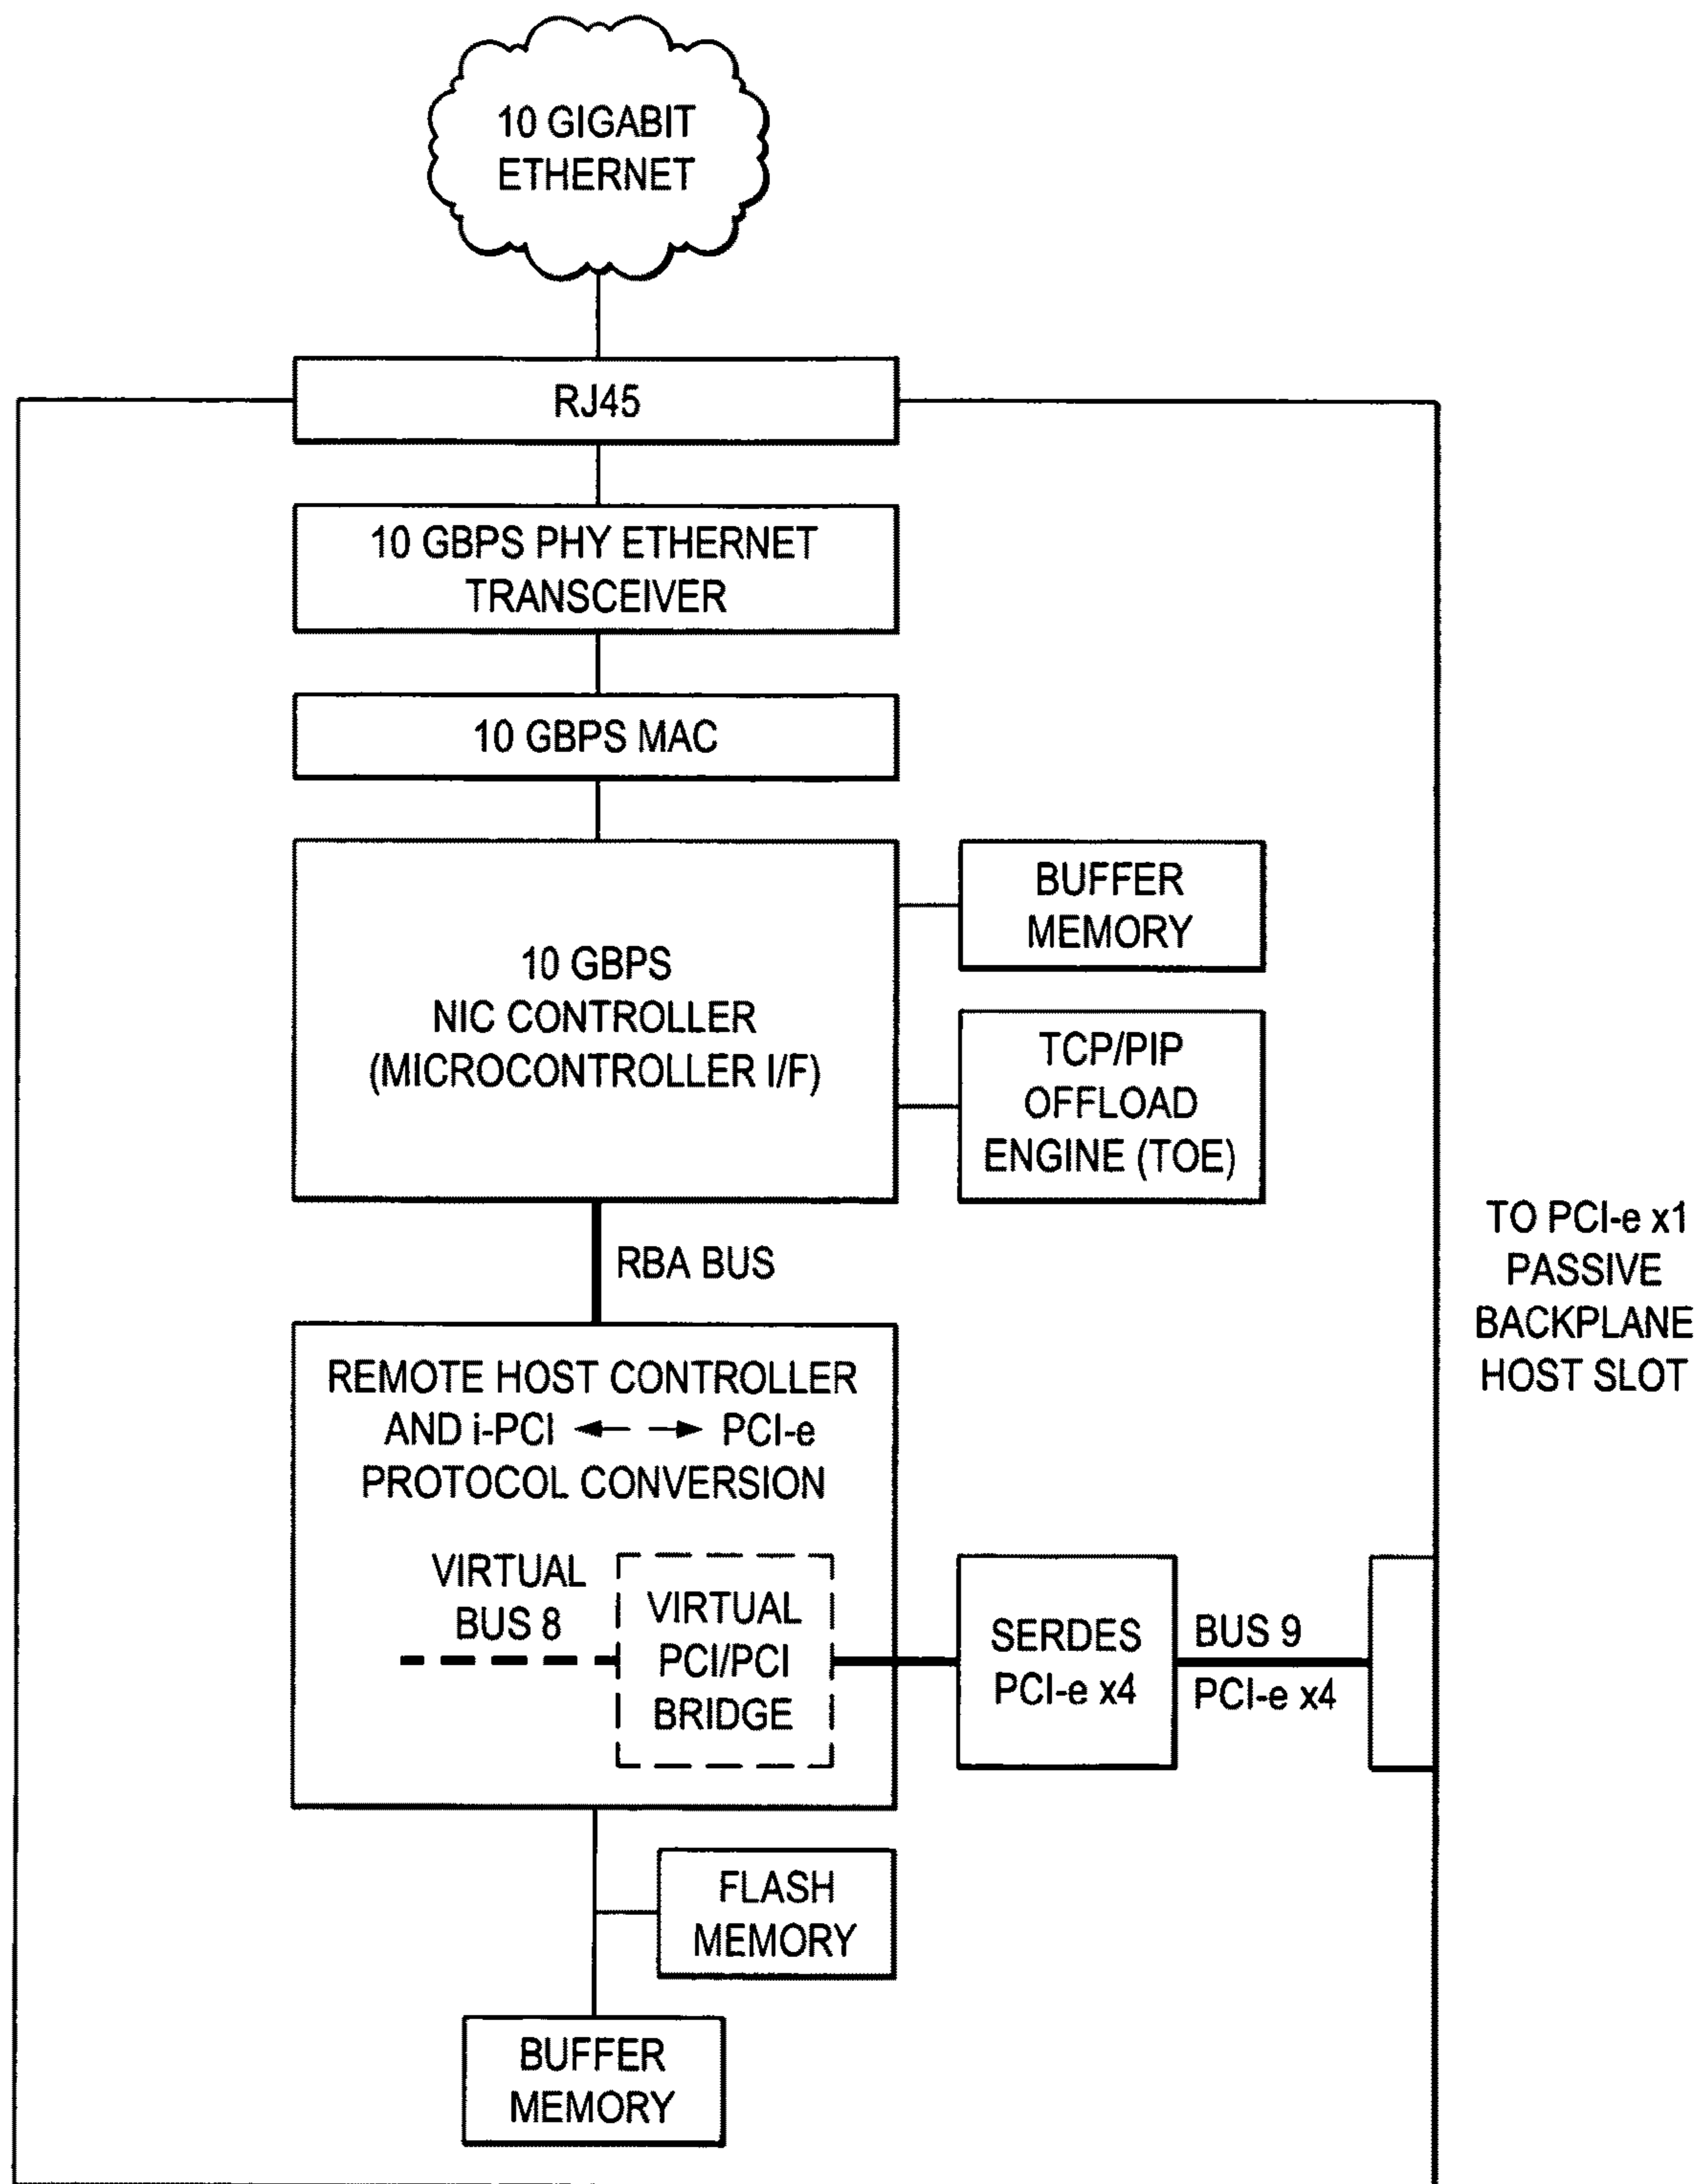 10 GIGABIT
ETHERNET
RJ45
10 GBPS PHY ETHERNET
TRANSCEIVER
10 GBPS MAC
10 GBPS
NIC CONTROLLER
(MICROCONTROLLER I/F)
BUFFER
MEMORY
TCP/PIP
OFFLOAD
ENGINE (TOE)
RBA BUS
TO PCI-e x1
PASSIVE
BACKPLANE
HOST SLOT
REMOTE HOST CONTROLLER
AND i-PCI ◄– –► PCI-e
PROTOCOL CONVERSION
VIRTUAL
BUS 8
VIRTUAL
PCI/PCI
BRIDGE
SERDES
PCI-e x4
BUS 9
PCI-e x4
FLASH
MEMORY
BUFFER
MEMORY